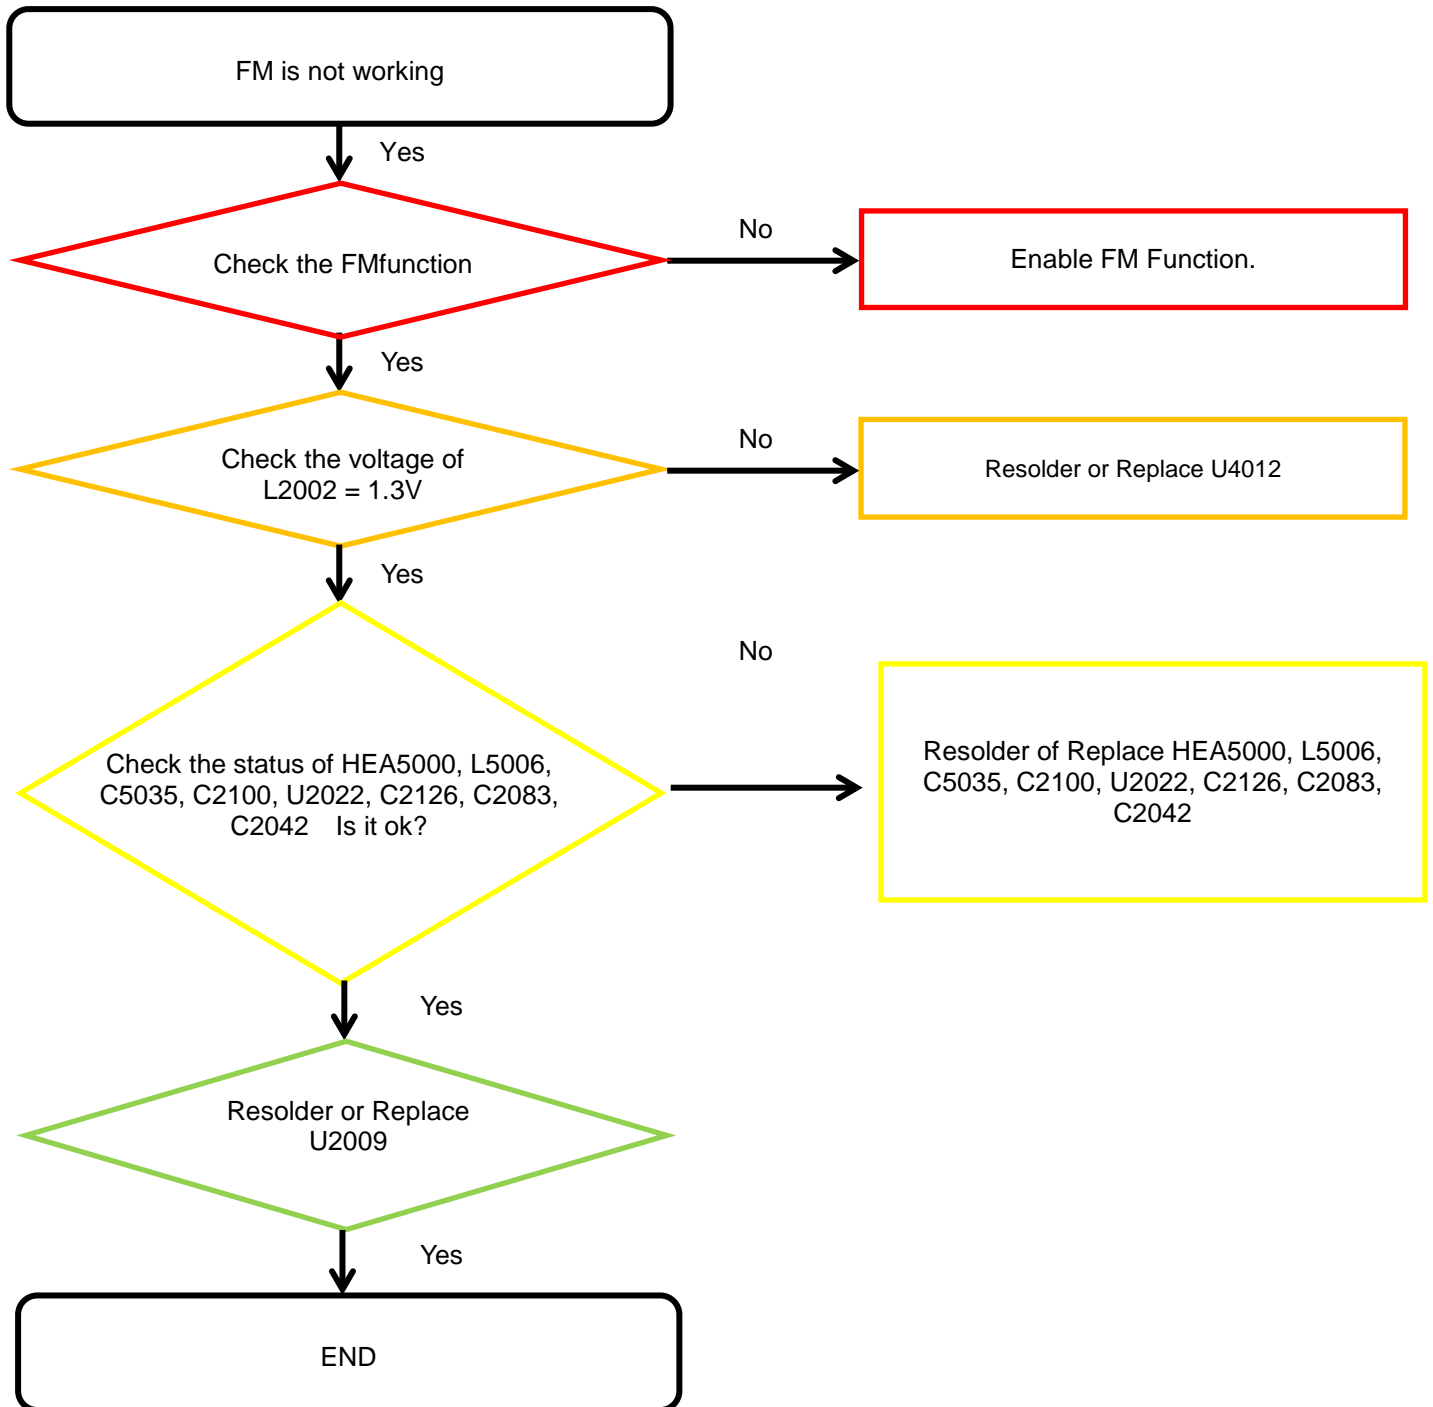 FM is not working
Yes
Check the FMfunction
No
Enable FM Function.
Yes
Check the voltage of
L2002 = 1.3V
No
Resolder or Replace U4012
Yes
Check the status of HEA5000, L5006,
C5035, C2100, U2022, C2126, C2083,
C2042    Is it ok?
No
Resolder of Replace HEA5000, L5006,
C5035, C2100, U2022, C2126, C2083,
C2042
Yes
Resolder or Replace
U2009
Yes
END